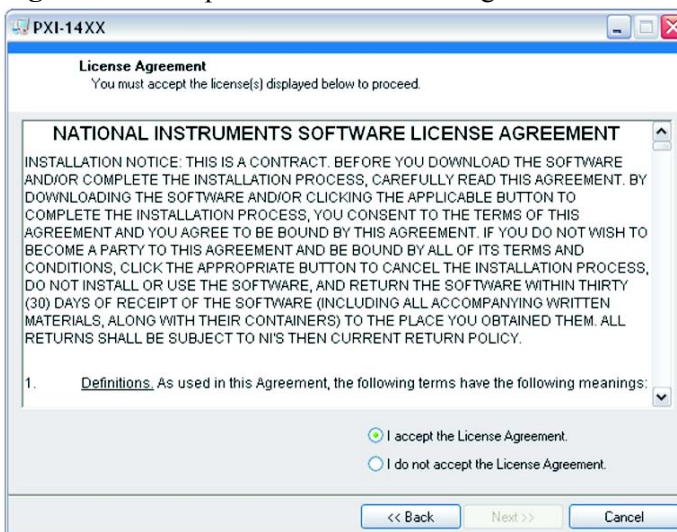 PXI-14XX
License Agreement
You must accept the license(s) displayed below to proceed.
NATIONAL INSTRUMENTS SOFTWARE LICENSE AGREEMENT
INSTALLATION NOTICE: THIS IS A CONTRACT. BEFORE YOU DOWNLOAD THE SOFTWARE
AND/OR COMPLETE THE INSTALLATION PROCESS, CAREFULLY READ THIS AGREEMENT. BY
DOWNLOADING THE SOFTWARE AND/OR CLICKING THE APPLICABLE BUTTON TO
COMPLETE THE INSTALLATION PROCESS, YOU CONSENT TO THE TERMS OF THIS
AGREEMENT AND YOU AGREE TO BE BOUND BY THIS AGREEMENT. IF YOU DO NOT WISH TO
BECOME A PARTY TO THIS AGREEMENT AND BE BOUND BY ALL OF ITS TERMS AND
CONDITIONS, CLICK THE APPROPRIATE BUTTON TO CANCEL THE INSTALLATION PROCESS,
DO NOT INSTALL OR USE THE SOFTWARE, AND RETURN THE SOFTWARE WITHIN THIRTY
(30) DAYS OF RECEIPT OF THE SOFTWARE (INCLUDING ALL ACCOMPANYING WRITTEN
MATERIALS, ALONG WITH THEIR CONTAINERS) TO THE PLACE YOU OBTAINED THEM. ALL
RETURNS SHALL BE SUBJECT TO NI'S THEN CURRENT RETURN POLICY.
1. Definitions. As used in this Agreement, the following terms have the following meanings:
I accept the License Agreement.
I do not accept the License Agreement.
<< Back Next >> Cancel